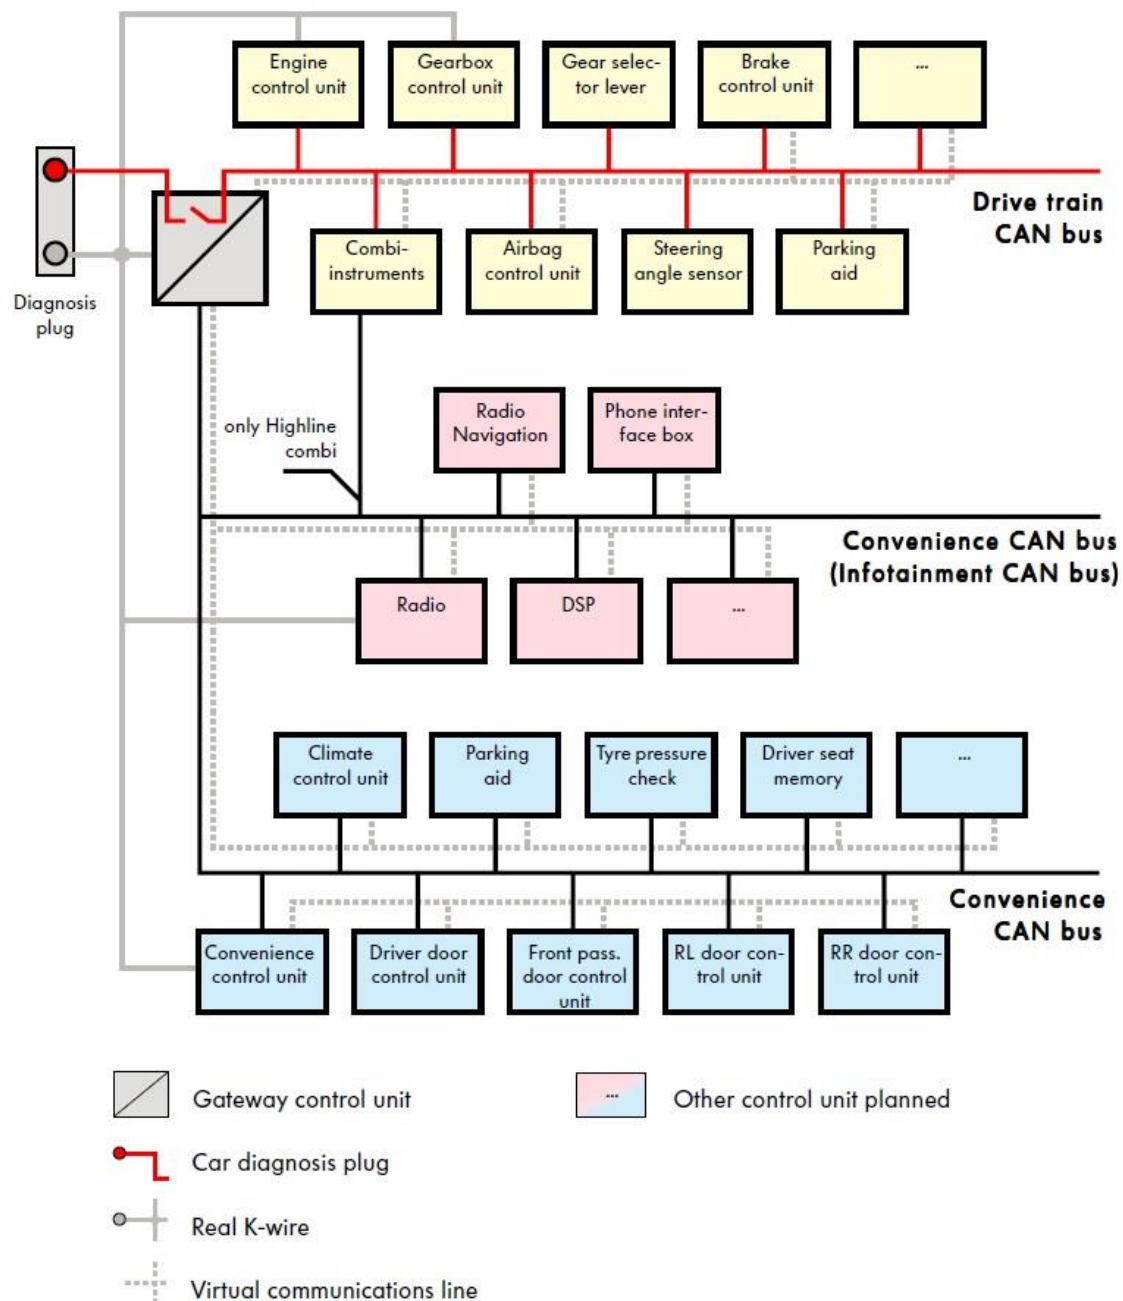 Engine
control unit
Gearbox
control unit
Gear selec-
tor lever
Brake
control unit
...
Drive train
CAN bus
Combi-
instruments
Airbag
control unit
Steering
angle sensor
Parking
aid
Diagnosis
plug
only Highline
combi
Radio
Navigation
Phone inter-
face box
Convenience CAN bus
(Infotainment CAN bus)
Radio
DSP
...
Climate
control unit
Parking
aid
Tyre pressure
check
Driver seat
memory
...
Convenience
CAN bus
Convenience
control unit
Driver door
control unit
Front pass.
door control
unit
RL door con-
trol unit
RR door con-
trol unit
Gateway control unit
...
Other control unit planned
Car diagnosis plug
Real K-wire
Virtual communications line